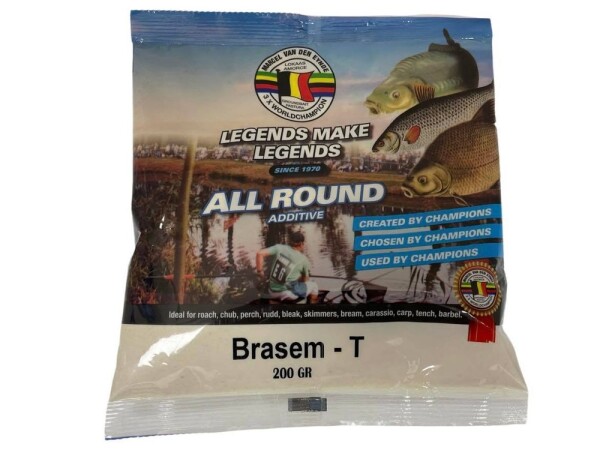 MARCEL VAN DEN EYNDE
LOKAAS
AMORCE
3 X WORLDCHAMPION
LEGENDS MAKE
LEGENDS
SINCE 1970
ALL ROUND
ADDITIVE
CREATED BY CHAMPIONS
CHOSEN BY CHAMPIONS
USED BY CHAMPIONS
Ideal for roach, chub, perch, rudd, bleak, skimmers, bream, carassio, carp, tench, barbel.
Brasem - T
200 GR